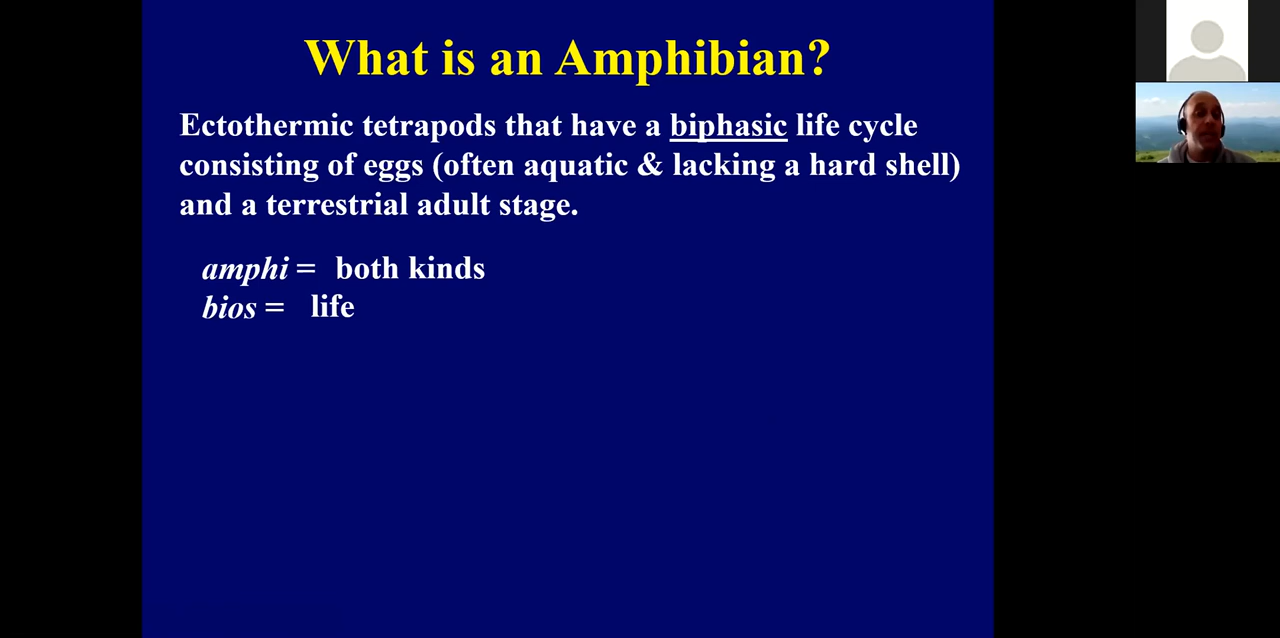 What is an Amphibian?
Ectothermic tetrapods that have a biphasic life cycle
consisting of eggs (often aquatic & lacking a hard shell)
and a terrestrial adult stage.
amphi = both kinds
bios = life